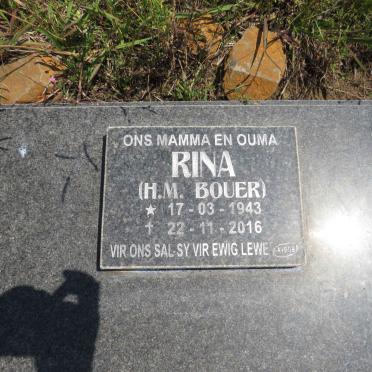 ONS MAMMA EN OUMA
RINA
(H.M. BOUER)
★ 17 - 03 - 1943
† 22 - 11 - 2016
VIR ONS SAL SY VIR EWIG LEWE